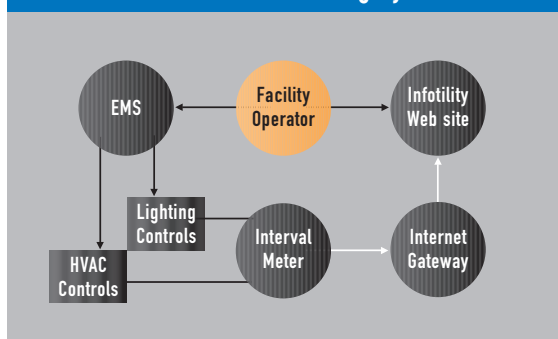 EMS
Facility
Operator
Infotility
Web site
Lighting
Controls
HVAC
Controls
Interval
Meter
Internet
Gateway